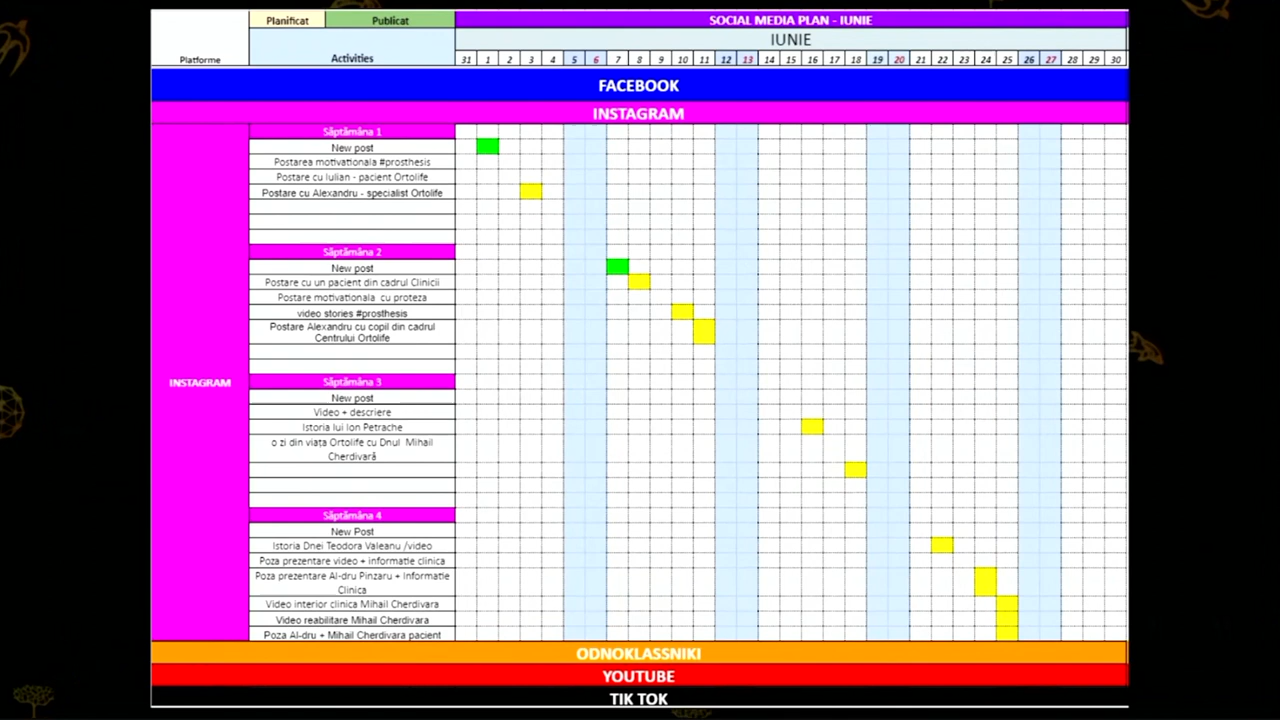 Planificat Publicat SOCIAL MEDIA PLAN - IUNIE
IUNIE
Platforme Activities 31 1 2 3 4 5 6 7 8 9 10 11 12 13 14 15 16 17 18 19 20 21 22 23 24 25 26 27 28 29 30
FACEBOOK
INSTAGRAM
Săptămâna 1
New post
Postarea motivationala #prosthesis
Postare cu Iulian - pacient Ortolife
Postare cu Alexandru - specialist Ortolife
Săptămâna 2
New post
Postare cu un pacient din cadrul Clinicii
Postare motivationala cu proteza
video stories #prosthesis
Postare Alexandru cu copil din cadrul
Centrului Ortolife
INSTAGRAM
Săptămâna 3
New post
Video + descriere
Istoria lui Ion Petrache
o zi din viața Ortolife cu Dnul Mihail
Cherdivară
Săptămâna 4
New Post
Istoria Dnei Teodora Valeanu /video
Poza prezentare video + informatie clinica
Poza prezentare Al-dru Pinzaru + Informatie
Clinica
Video interior clinica Mihail Cherdivara
Video reabilitare Mihail Cherdivara
Poza Al-dru + Mihail Cherdivara pacient
ODNOKLASSNIKI
YOUTUBE
TIK TOK